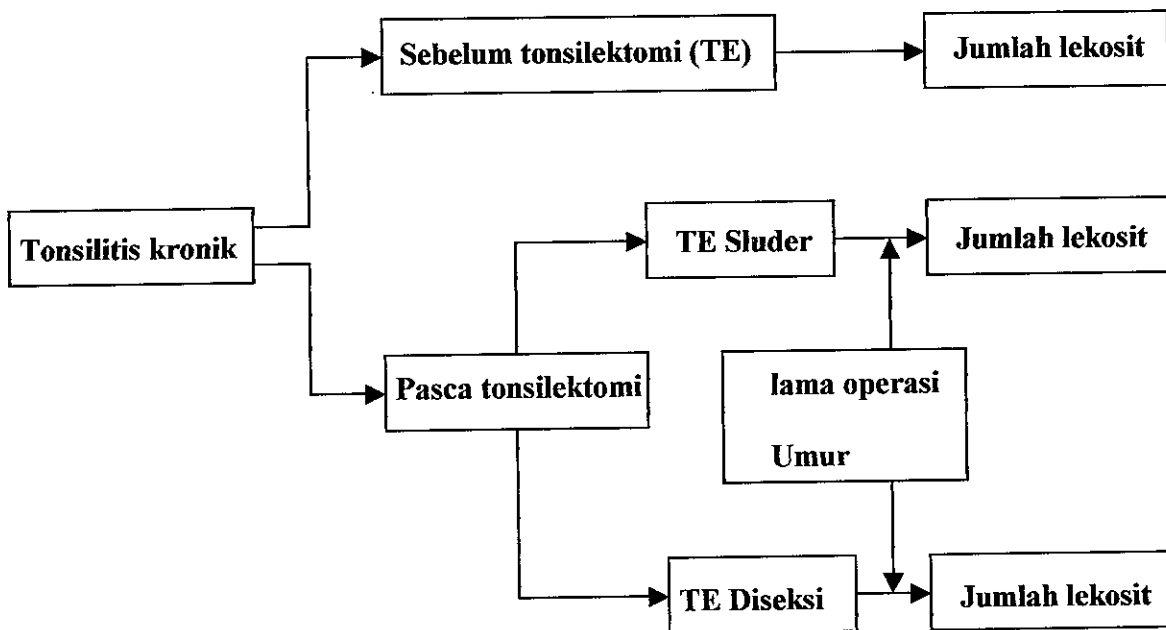 Sebelum tonsilektomi (TE)
Jumlah lekosit
Tonsilitis kronik
TE Sluder
Jumlah lekosit
Pasca tonsilektomi
lama operasi
Umur
TE Diseksi
Jumlah lekosit